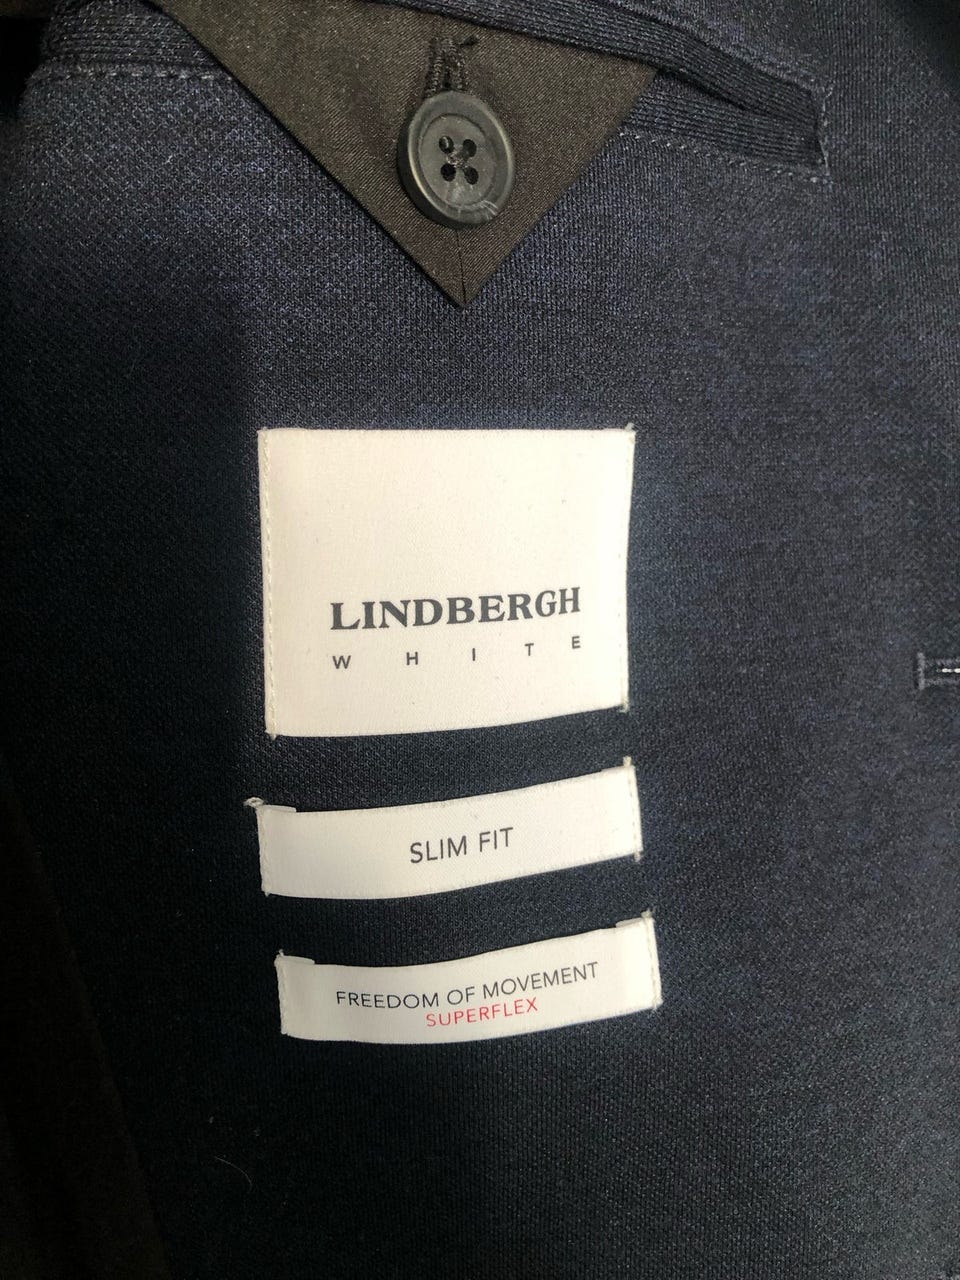 LINDBERGH
WHITE
SLIM FIT
FREEDOM OF MOVEMENT
SUPERFLEX